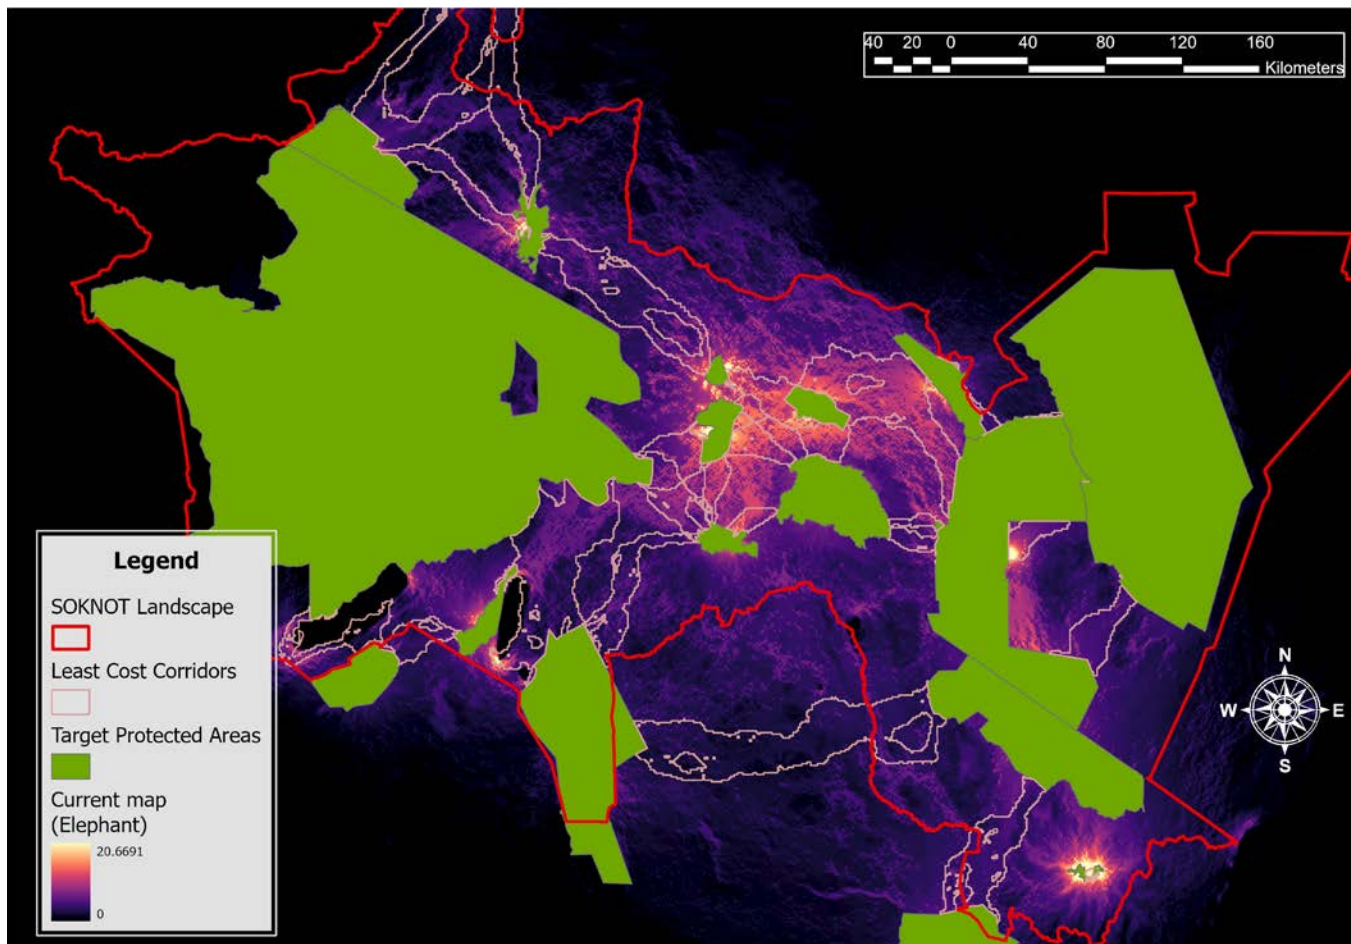 40 20 0 40 80 120 160
Kilometers
Legend
SOKNOT Landscape
Least Cost Corridors
Target Protected Areas
Current map
(Elephant)
20.6691
0
N
W E
S